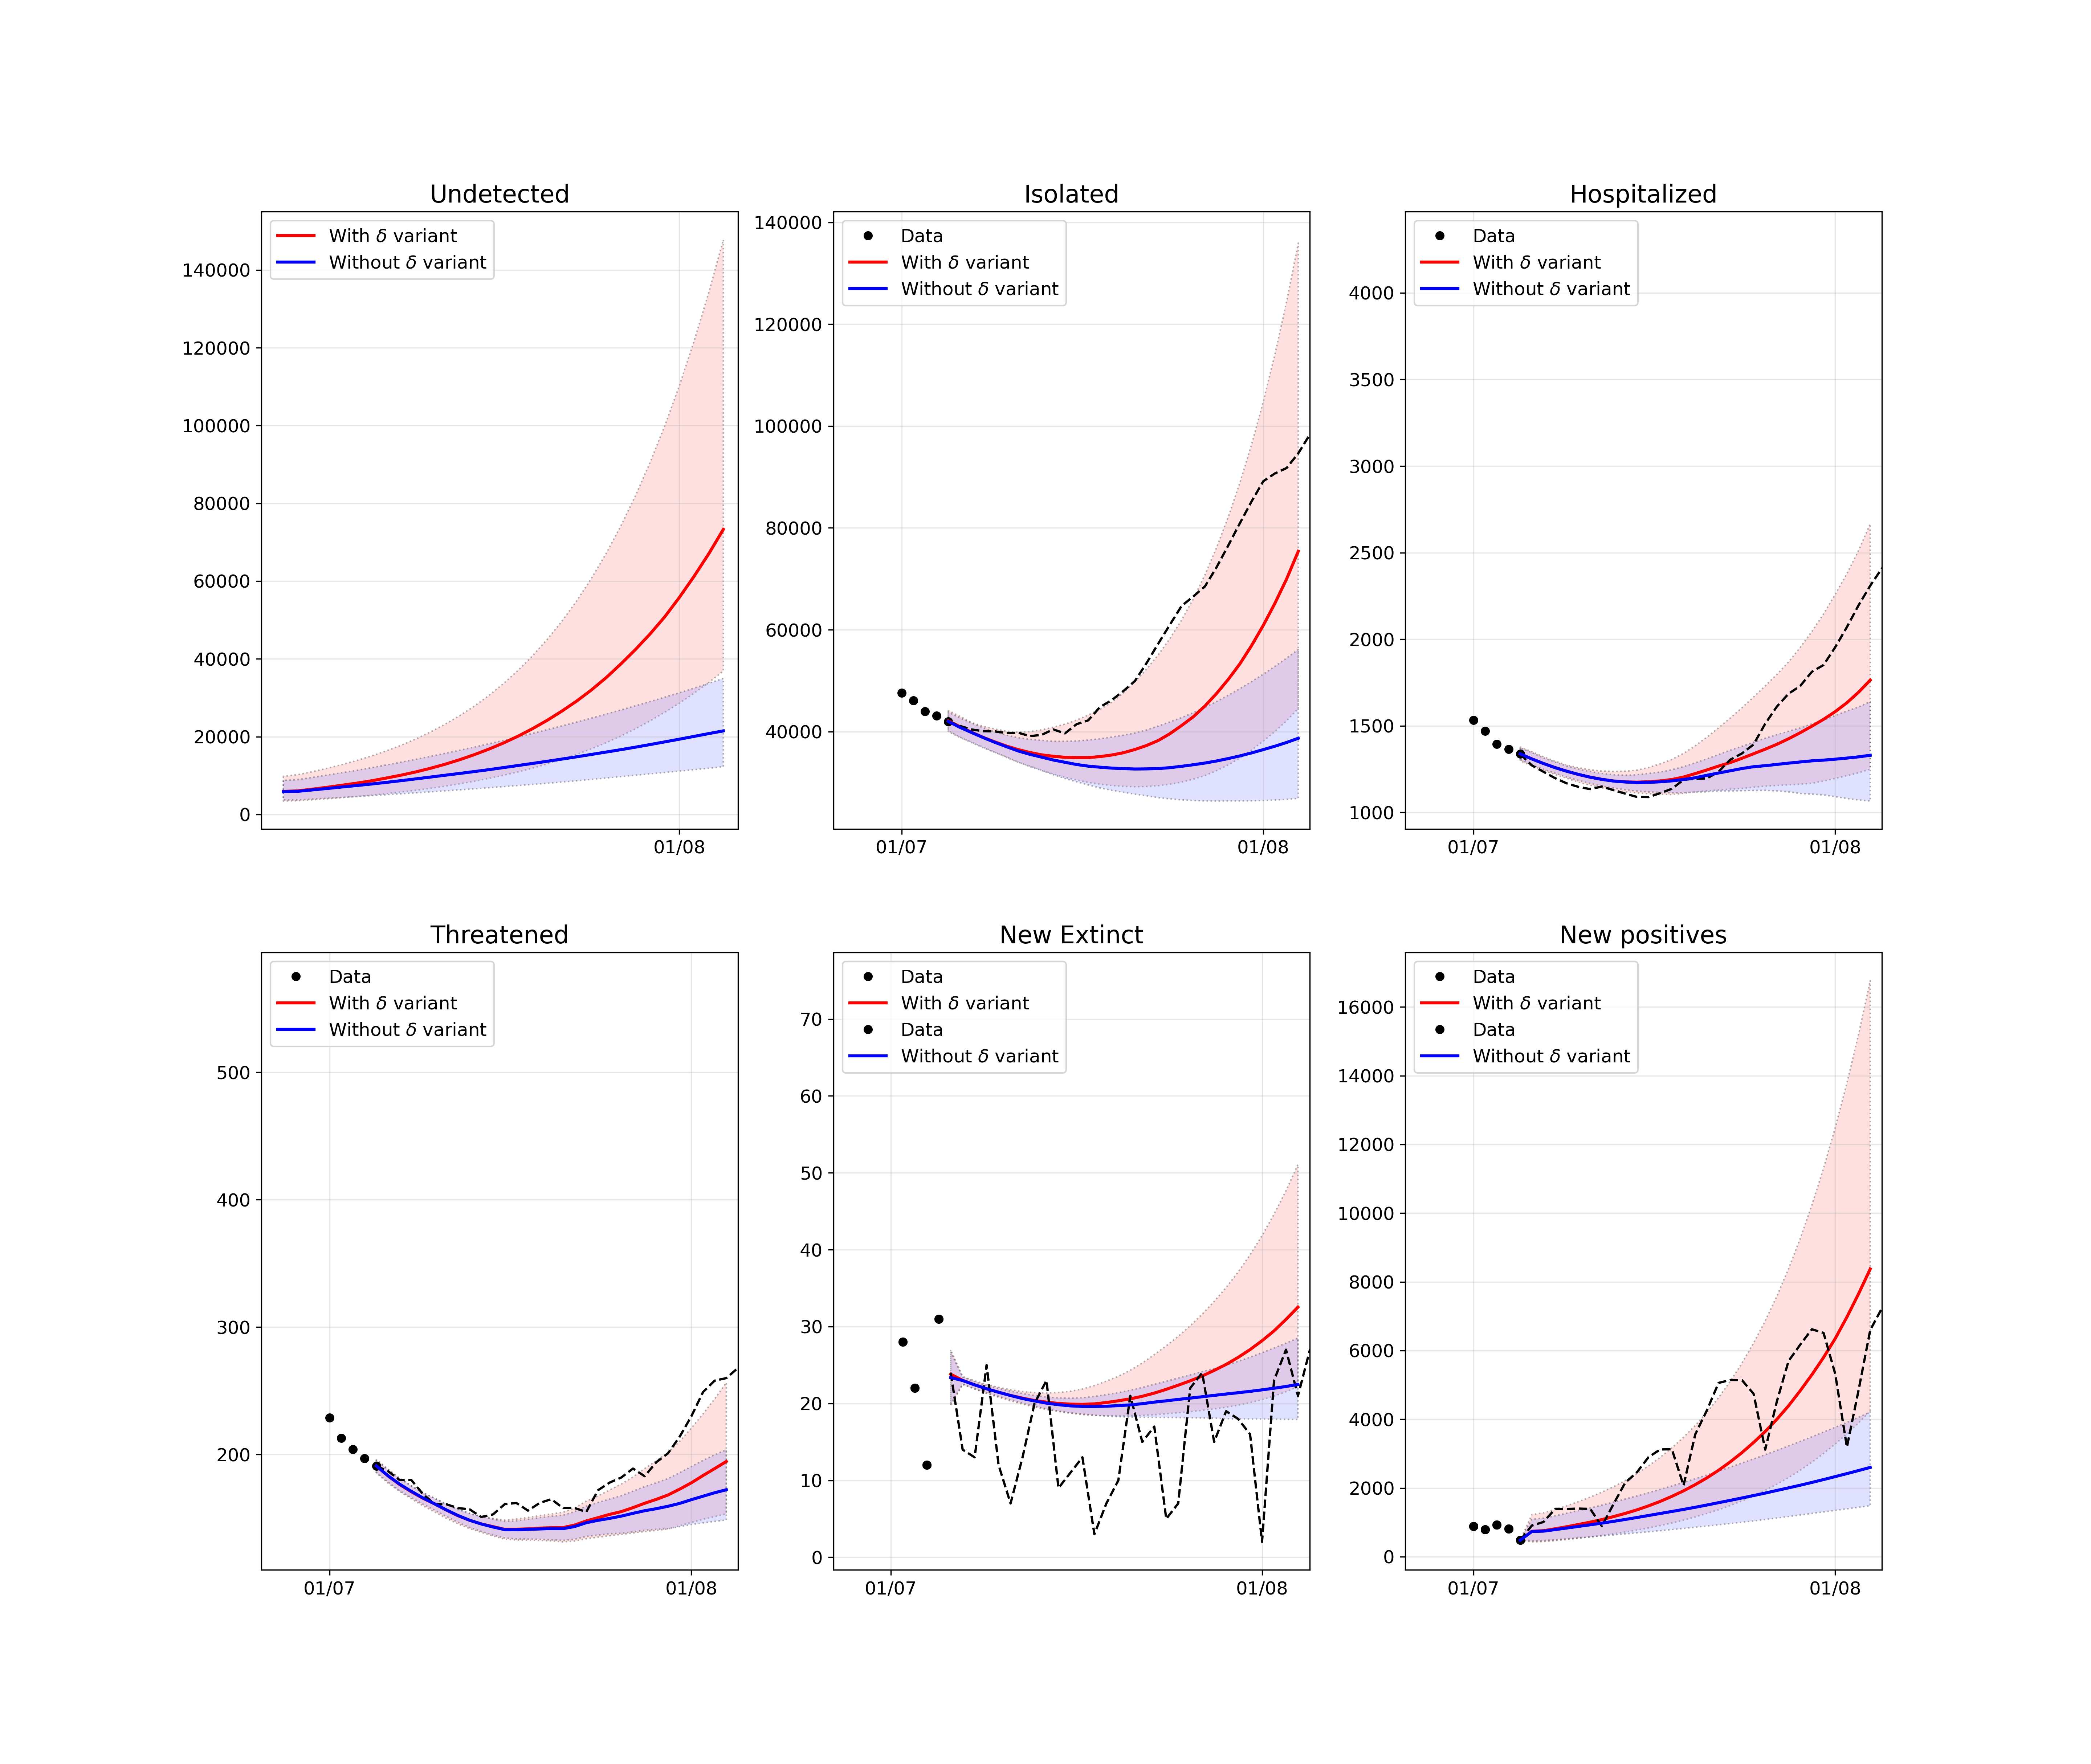 Undetected
With δ variant
Without δ variant
140000
120000
100000
80000
60000
40000
20000
0
01/08
Isolated
Data
With δ variant
Without δ variant
140000
120000
100000
80000
60000
40000
01/07
01/08
Hospitalized
Data
With δ variant
Without δ variant
4000
3500
3000
2500
2000
1500
1000
01/07
01/08
Threatened
Data
With δ variant
Without δ variant
500
400
300
200
01/07
01/08
New Extinct
Data
With δ variant
Data
Without δ variant
70
60
50
40
30
20
10
0
01/07
01/08
New positives
Data
With δ variant
Data
Without δ variant
16000
14000
12000
10000
8000
6000
4000
2000
0
01/07
01/08